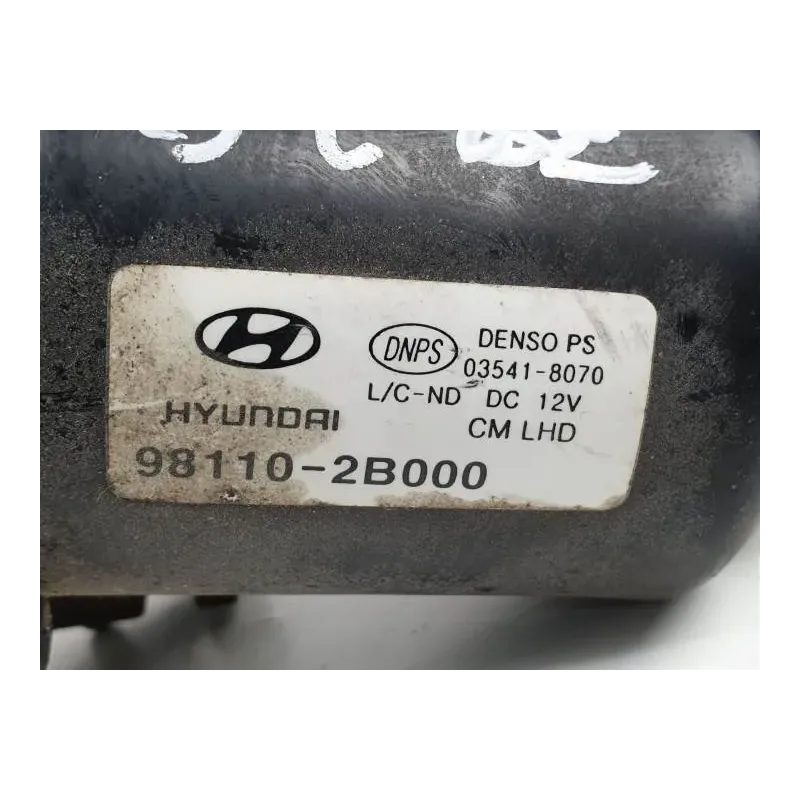 DENSO PS
DNPS
03541-8070
L/C-ND DC 12V
HYUNDAI
CM LHD
98110-2B000